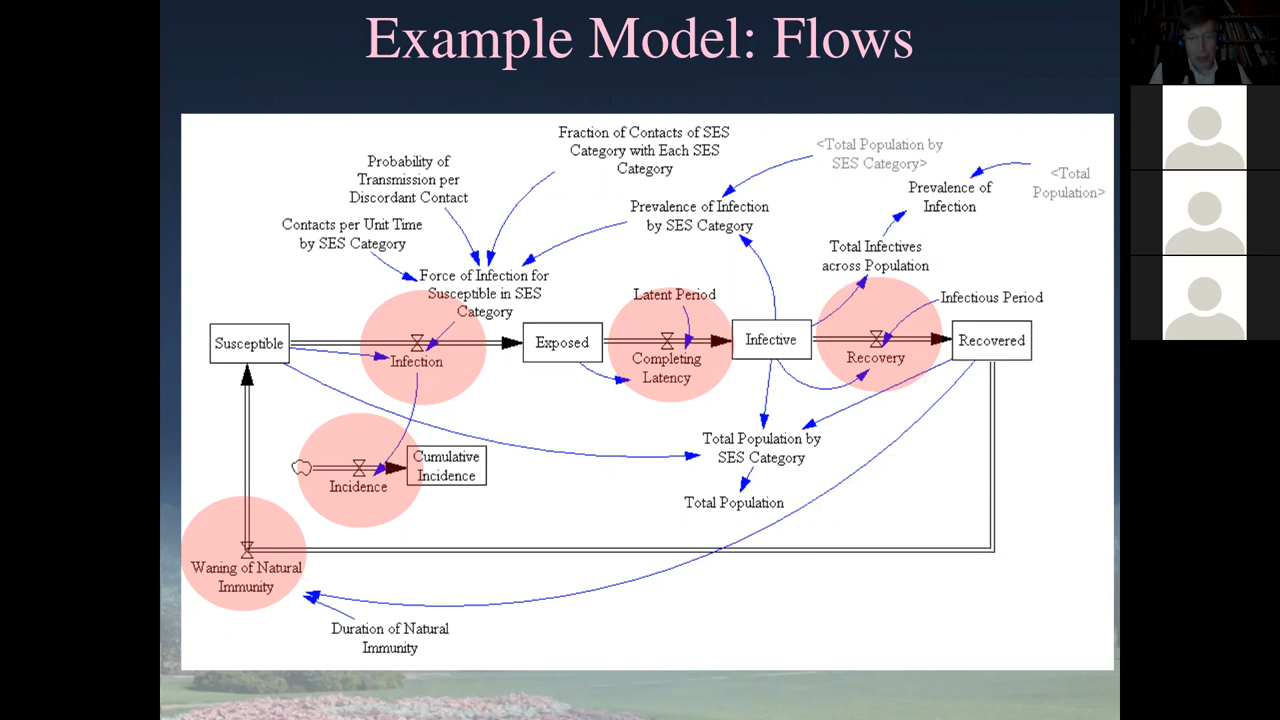 Example Model: Flows
Fraction of Contacts of SES
Category with Each SES
Category
Probability of
Transmission per
Discordant Contact
<Total Population by
SES Category>
<Total
Population>
Prevalence of
Infection
Contacts per Unit Time
by SES Category
Prevalence of Infection
by SES Category
Total Infectives
across Population
Force of Infection for
Susceptible in SES
Category
Latent Period
Infectious Period
Susceptible
Infection
Exposed
Completing
Latency
Infective
Recovery
Recovered
Total Population by
SES Category
Cumulative
Incidence
Incidence
Total Population
Waning of Natural
Immunity
Duration of Natural
Immunity